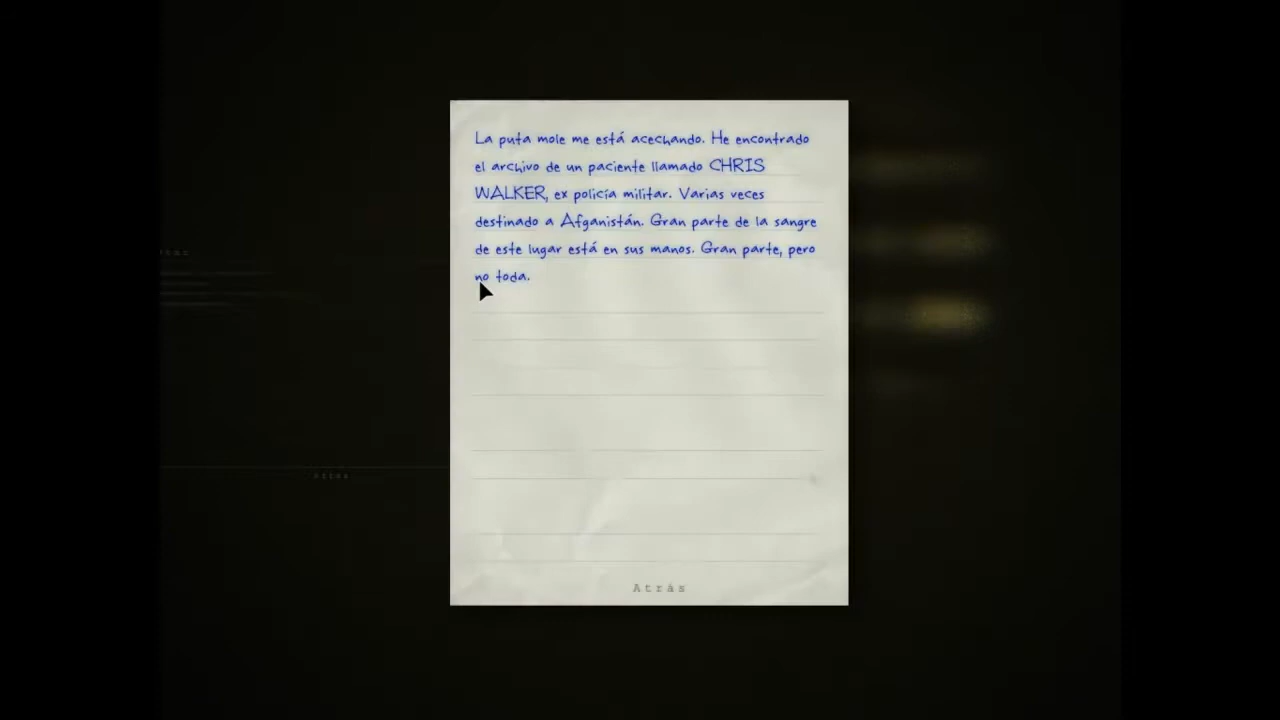 La puta mole me está acechando. He encontrado
el archivo de un paciente llamado CHRIS
WALKER, ex policía militar. Varias veces
destinado a Afganistán. Gran parte de la sangre
de este lugar está en sus manos. Gran parte, pero
no toda.
Atrás
Atrás